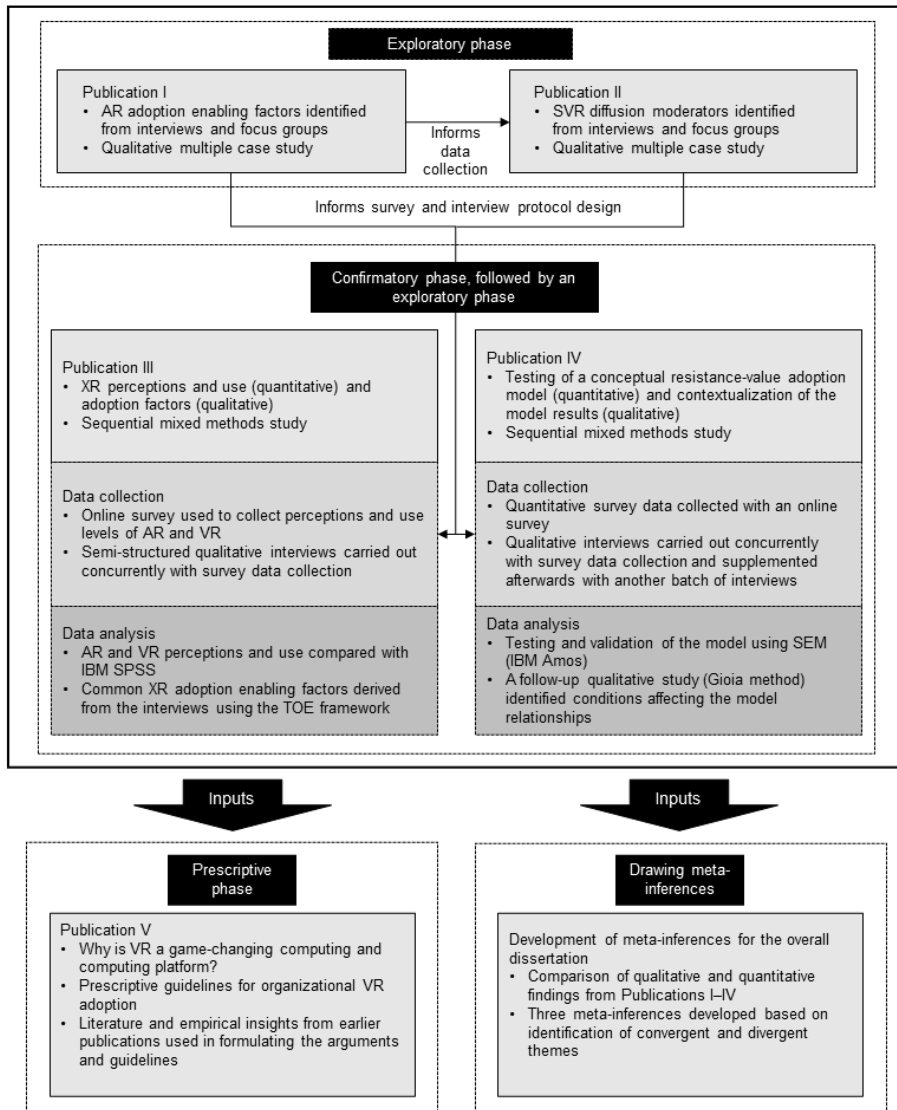 Exploratory phase
Publication I
• AR adoption enabling factors identified
from interviews and focus groups
• Qualitative multiple case study
Informs
data
collection
Publication II
• SVR diffusion moderators identified
from interviews and focus groups
• Qualitative multiple case study
Informs survey and interview protocol design
Confirmatory phase, followed by an
exploratory phase
Publication III
• XR perceptions and use (quantitative) and
adoption factors (qualitative)
• Sequential mixed methods study
Data collection
• Online survey used to collect perceptions and use
levels of AR and VR
• Semi-structured qualitative interviews carried out
concurrently with survey data collection
Data analysis
• AR and VR perceptions and use compared with
IBM SPSS
• Common XR adoption enabling factors derived
from the interviews using the TOE framework
Publication IV
• Testing of a conceptual resistance-value adoption
model (quantitative) and contextualization of the
model results (qualitative)
• Sequential mixed methods study
Data collection
• Quantitative survey data collected with an online
survey
• Qualitative interviews carried out concurrently
with survey data collection and supplemented
afterwards with another batch of interviews
Data analysis
• Testing and validation of the model using SEM
(IBM Amos)
• A follow-up qualitative study (Gioia method)
identified conditions affecting the model
relationships
Inputs
Inputs
Prescriptive
phase
Publication V
• Why is VR a game-changing computing and
computing platform?
• Prescriptive guidelines for organizational VR
adoption
• Literature and empirical insights from earlier
publications used in formulating the arguments
and guidelines
Drawing meta-
inferences
Development of meta-inferences for the overall
dissertation
• Comparison of qualitative and quantitative
findings from Publications I–IV
• Three meta-inferences developed based on
identification of convergent and divergent
themes